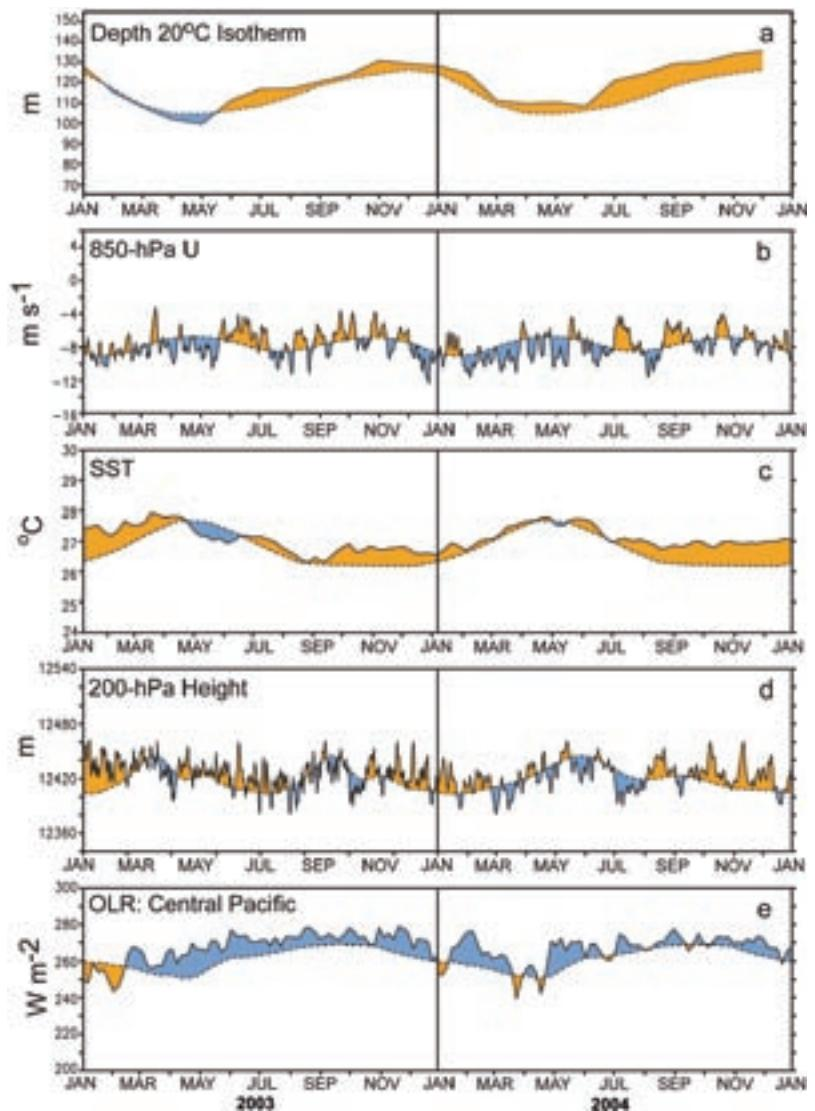 Depth 20°C Isotherm a
150
140
130
120
110
100
90
80
70
m
JAN MAR MAY JUL SEP NOV JAN MAR MAY JUL SEP NOV JAN
850-hPa U b
4
0
-4
-8
-12
-16
m s-1
JAN MAR MAY JUL SEP NOV JAN MAR MAY JUL SEP NOV JAN
SST c
30
29
28
27
26
25
24
°C
JAN MAR MAY JUL SEP NOV JAN MAR MAY JUL SEP NOV JAN
200-hPa Height d
12540
12480
12420
12360
m
JAN MAR MAY JUL SEP NOV JAN MAR MAY JUL SEP NOV JAN
OLR: Central Pacific e
300
280
260
240
220
200
W m-2
JAN MAR MAY JUL SEP NOV JAN MAR MAY JUL SEP NOV JAN
2003 2004